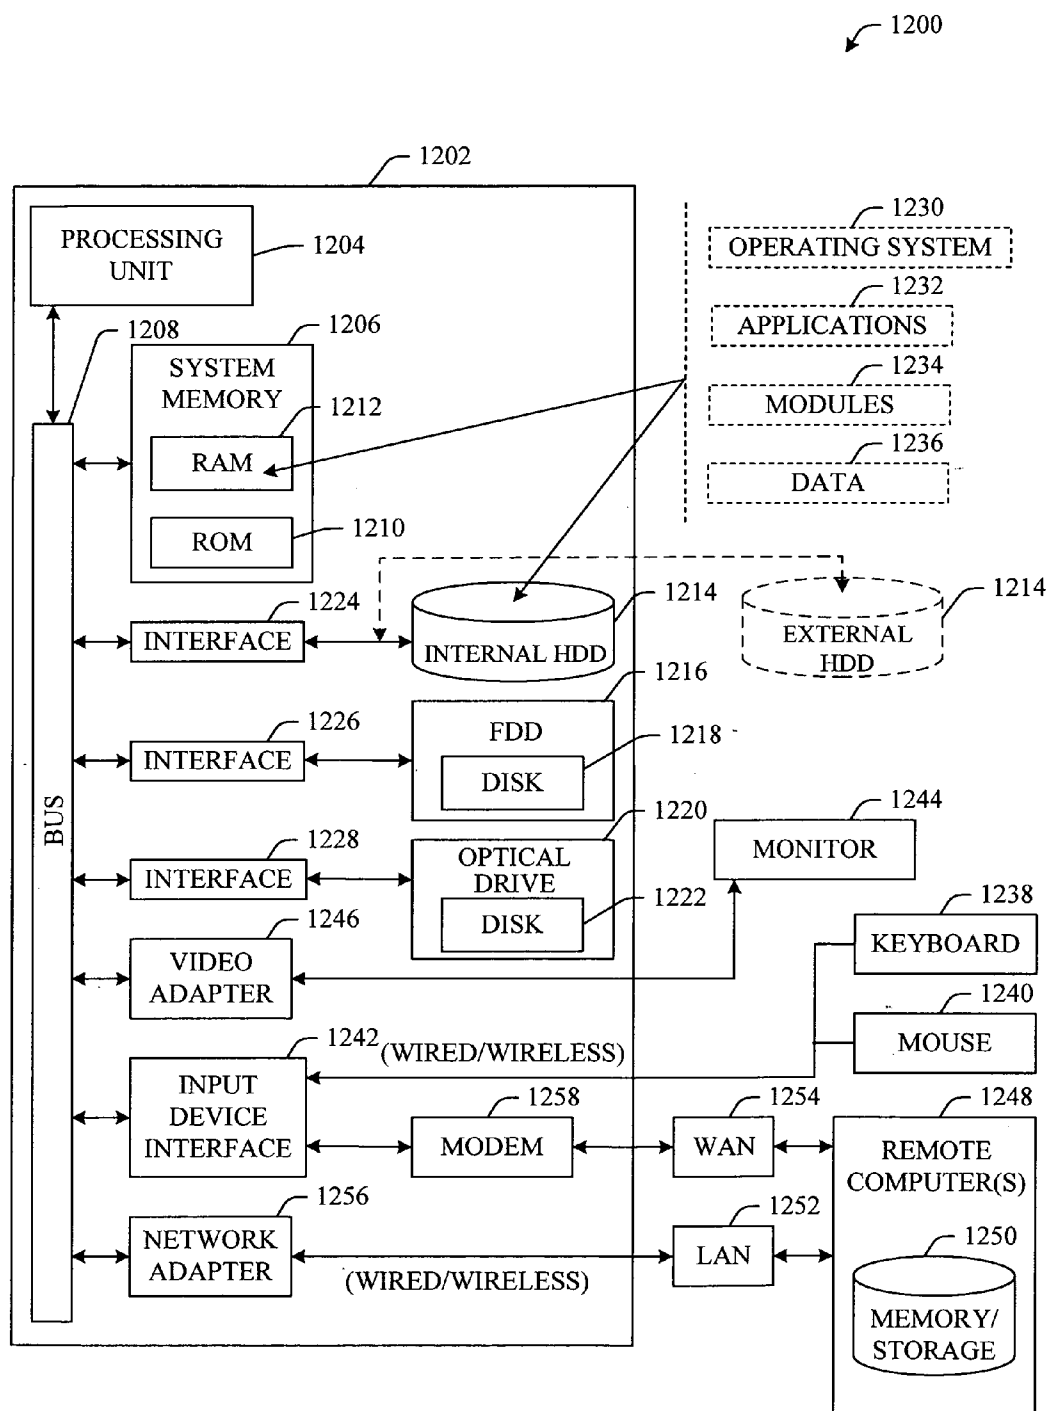 1200
1202
PROCESSING
UNIT
1204
1230
OPERATING SYSTEM
1232
APPLICATIONS
1234
MODULES
1236
DATA
1208
1206
SYSTEM
MEMORY
1212
RAM
1210
ROM
BUS
1224
INTERFACE
1214
INTERNAL HDD
1214
EXTERNAL
HDD
1226
INTERFACE
1216
FDD
1218
DISK
1228
INTERFACE
1220
OPTICAL
DRIVE
1222
DISK
1244
MONITOR
1246
VIDEO
ADAPTER
1238
KEYBOARD
1240
MOUSE
1242
INPUT
DEVICE
INTERFACE
(WIRED/WIRELESS)
1258
MODEM
1254
WAN
1248
REMOTE
COMPUTER(S)
1256
NETWORK
ADAPTER
(WIRED/WIRELESS)
1252
LAN
1250
MEMORY/
STORAGE